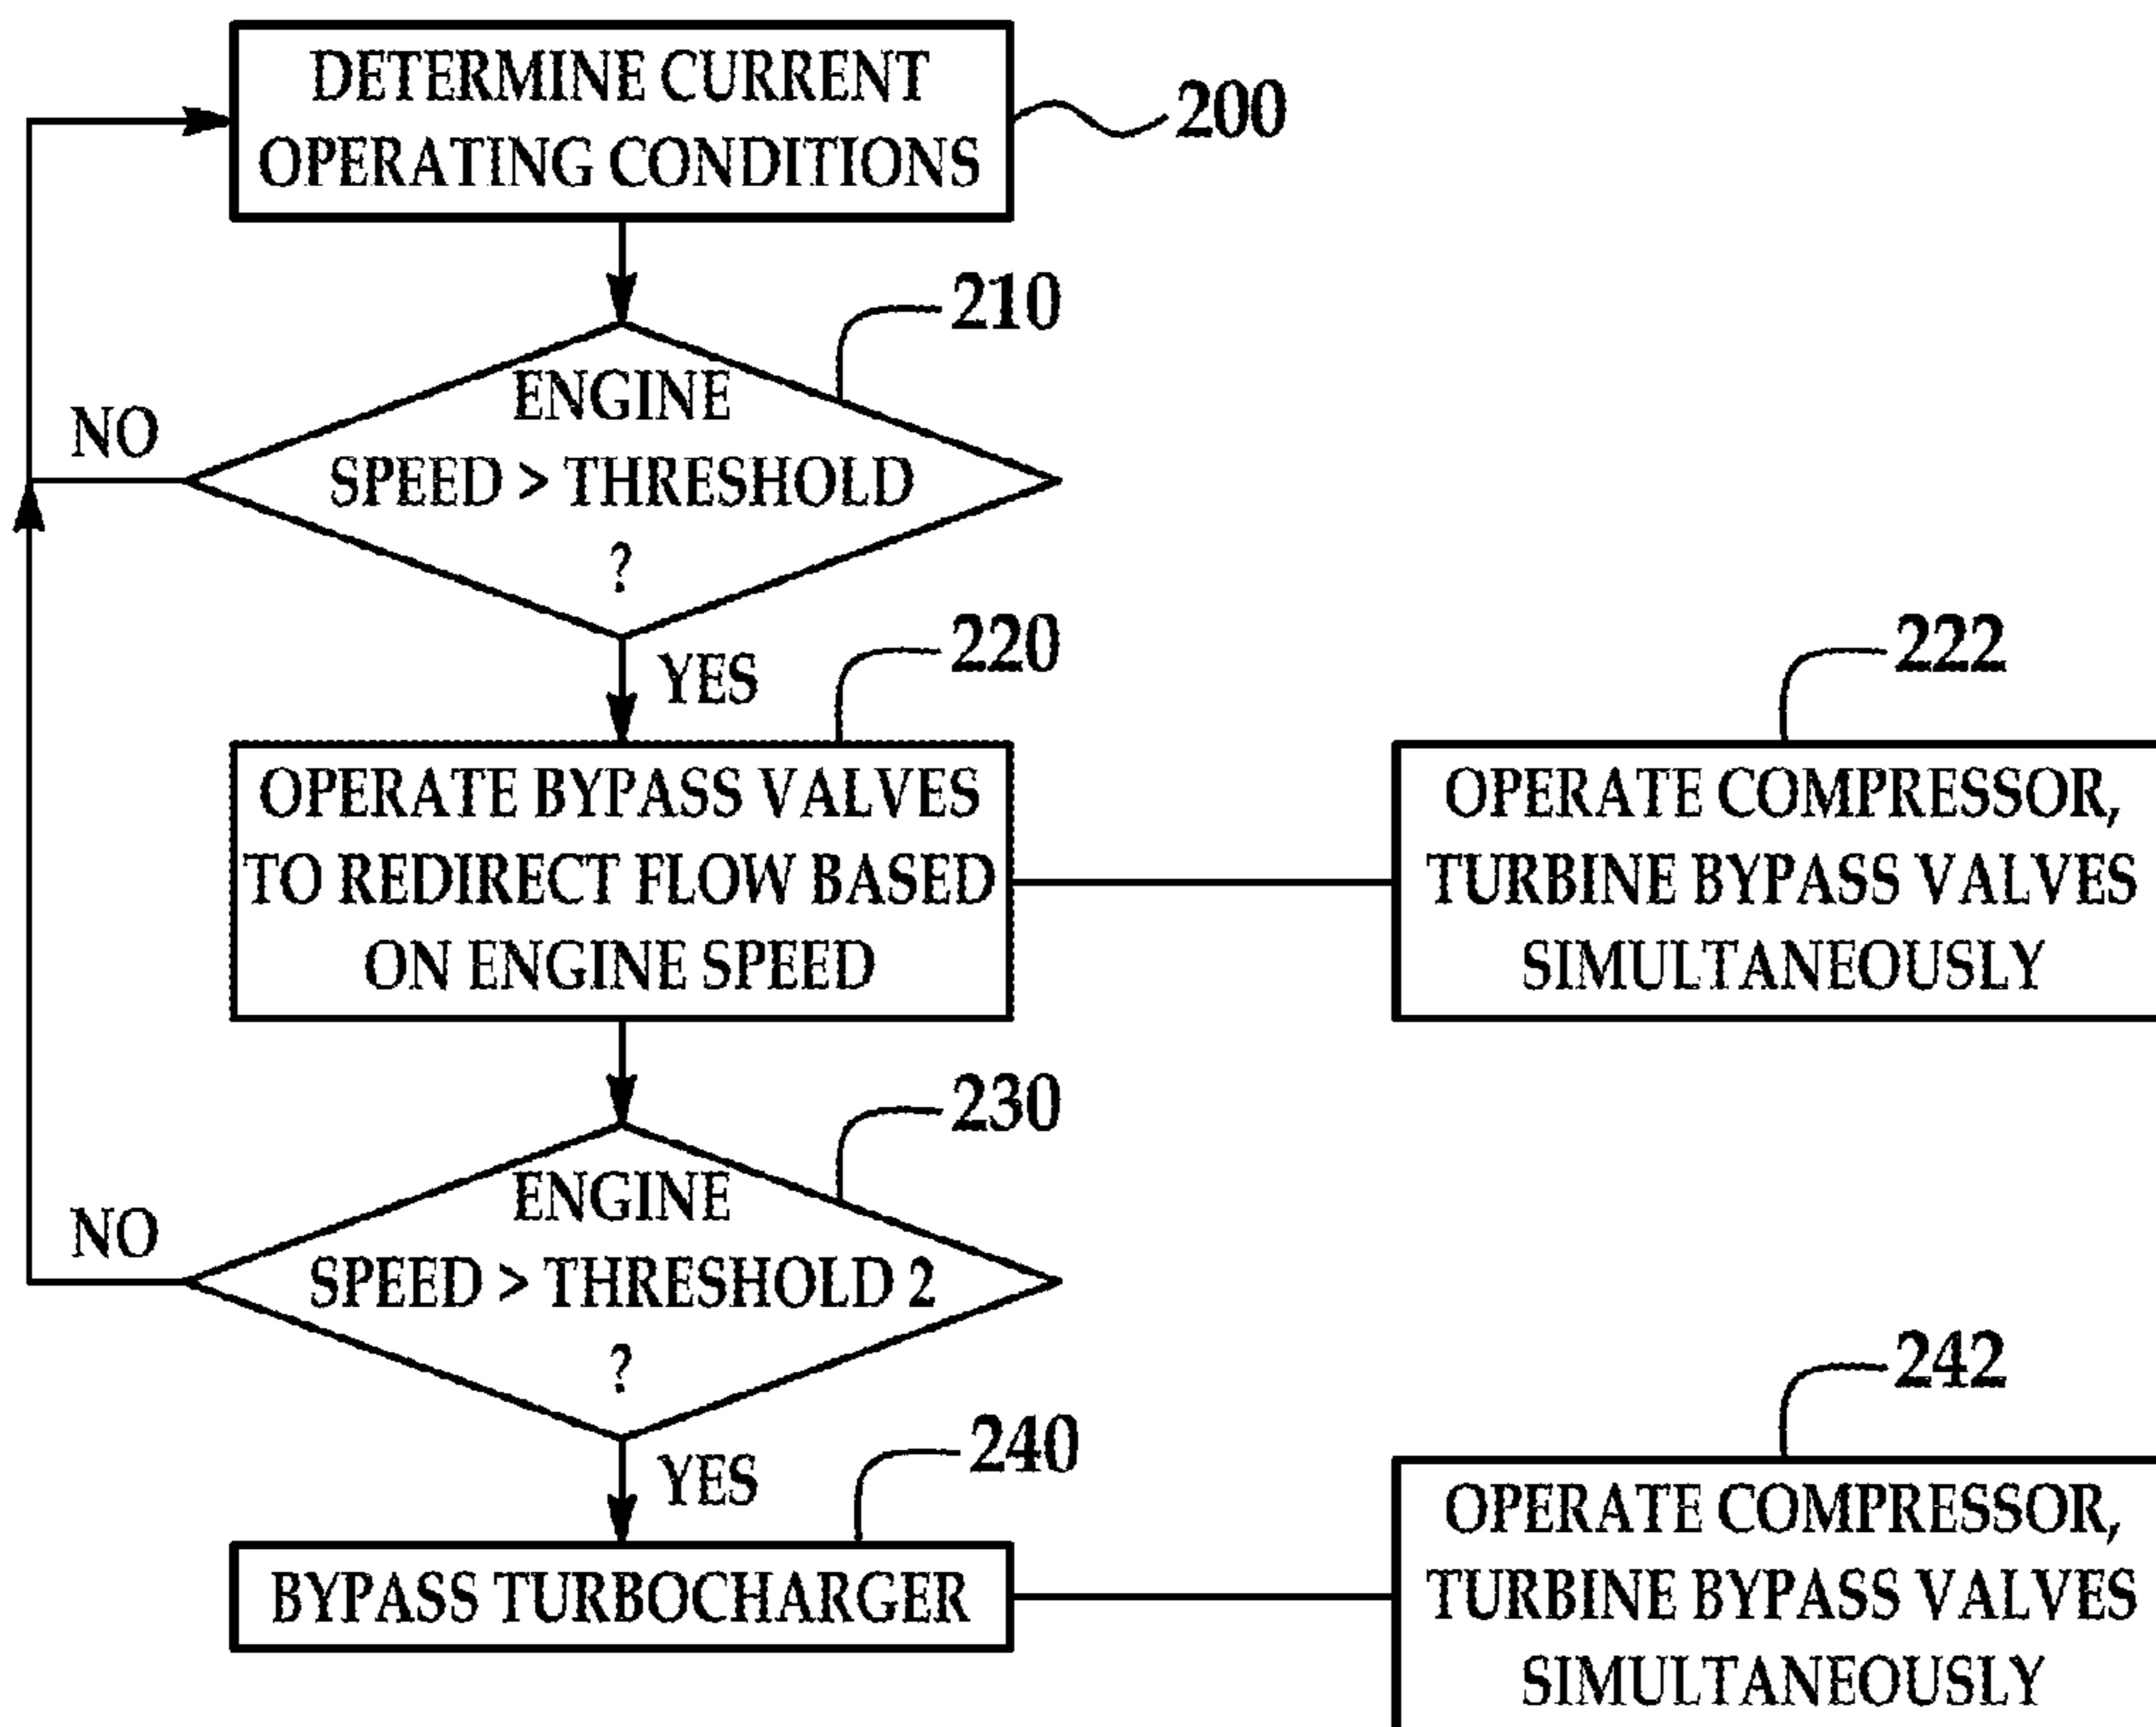 DETERMINE CURRENT
OPERATING CONDITIONS
200
210
ENGINE
SPEED > THRESHOLD
?
NO
YES
220
222
OPERATE BYPASS VALVES
TO REDIRECT FLOW BASED
ON ENGINE SPEED
OPERATE COMPRESSOR,
TURBINE BYPASS VALVES
SIMULTANEOUSLY
230
ENGINE
SPEED > THRESHOLD 2
?
NO
YES
240
242
BYPASS TURBOCHARGER
OPERATE COMPRESSOR,
TURBINE BYPASS VALVES
SIMULTANEOUSLY